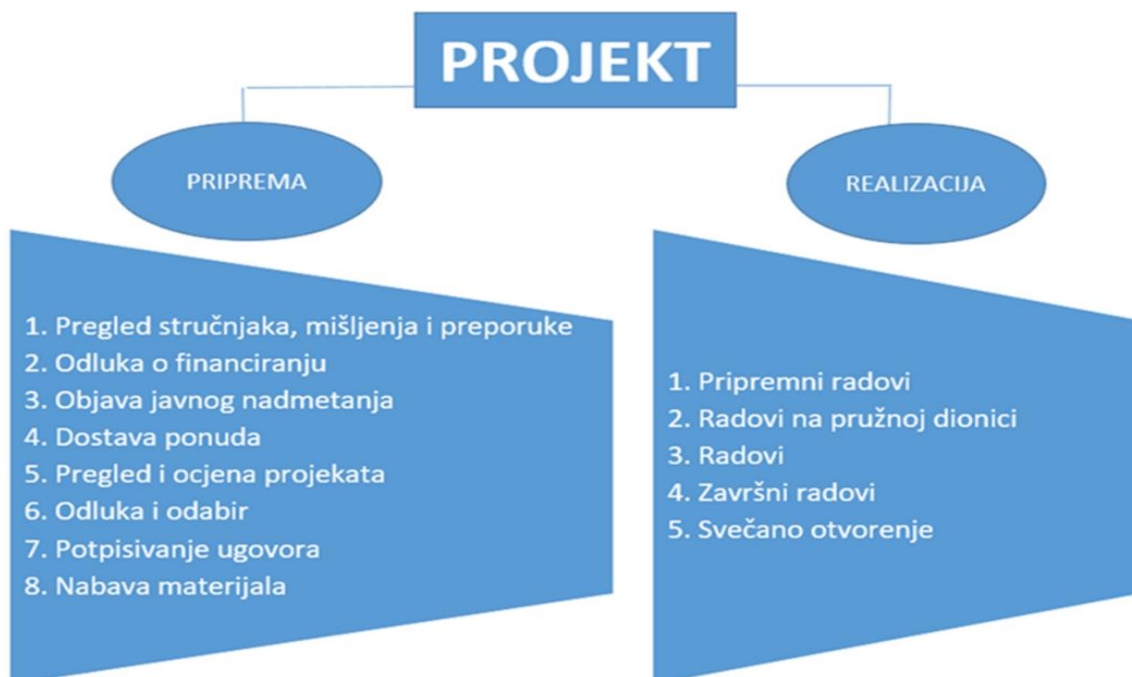 PROJEKT
PRIPREMA
1. Pregled stručnjaka, mišljenja i preporuke
2. Odluka o financiranju
3. Objava javnog nadmetanja
4. Dostava ponuda
5. Pregled i ocjena projekata
6. Odluka i odabir
7. Potpisivanje ugovora
8. Nabava materijala
REALIZACIJA
1. Pripremni radovi
2. Radovi na pružnoj dionici
3. Radovi
4. Završni radovi
5. Svečano otvorenje